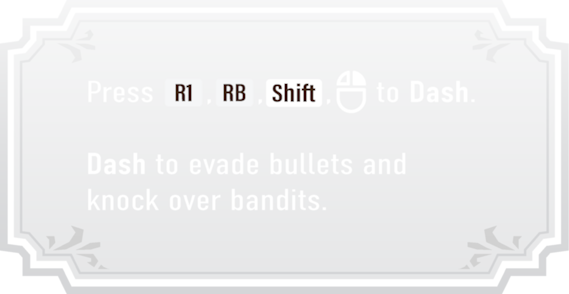 Press R1 , RB , Shift , to Dash.
Dash to evade bullets and
knock over bandits.